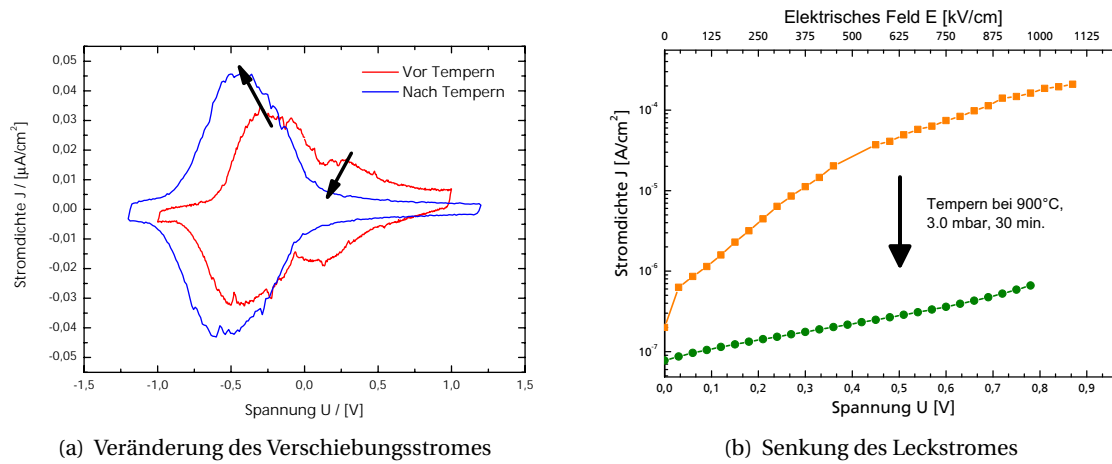 0,05
0,04
0,03
0,02
0,01
0,00
-0,01
-0,02
-0,03
-0,04
-0,05
Stromdichte J / [µA/cm²]
Vor Tempern
Nach Tempern
-1,5 -1,0 -0,5 0,0 0,5 1,0 1,5
Spannung U / [V]
(a) Veränderung des Verschiebungsstromes
Elektrisches Feld E [kV/cm]
0 125 250 375 500 625 750 875 1000 1125
10⁻⁴
10⁻⁵
10⁻⁶
10⁻⁷
Stromdichte J [A/cm²]
Tempern bei 900°C,
3.0 mbar, 30 min.
0,0 0,1 0,2 0,3 0,4 0,5 0,6 0,7 0,8 0,9
Spannung U [V]
(b) Senkung des Leckstromes